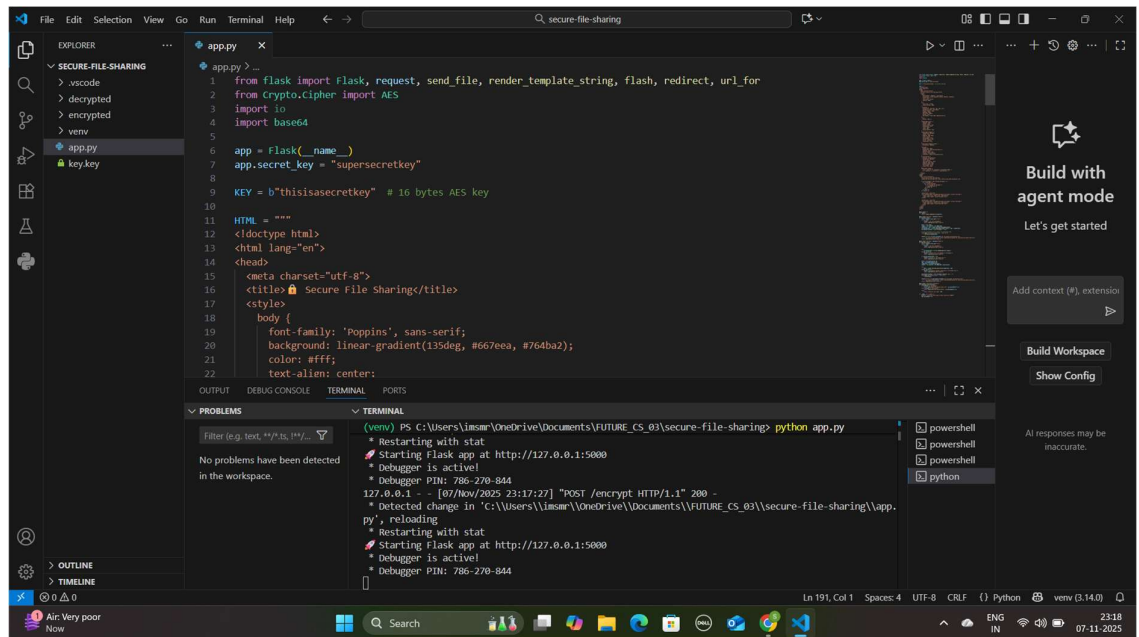 File Edit Selection View Go Run Terminal Help
secure-file-sharing
EXPLORER
SECURE-FILE-SHARING
.vscode
decrypted
encrypted
venv
app.py
key.key
OUTLINE
TIMELINE
app.py
app.py > ...
1 from flask import Flask, request, send_file, render_template_string, flash, redirect, url_for
2 from Crypto.Cipher import AES
3 import io
4 import base64
5
6 app = Flask(__name__)
7 app.secret_key = "supersecretkey"
8
9 KEY = b"thisisasecretkey" # 16 bytes AES key
10
11 HTML = """
12 <!doctype html>
13 <html lang="en">
14 <head>
15 <meta charset="utf-8">
16 <title>🔒 Secure File Sharing</title>
17 <style>
18 body {
19 font-family: 'Poppins', sans-serif;
20 background: linear-gradient(135deg, #667eea, #764ba2);
21 color: #fff;
22 text-align: center;
OUTPUT DEBUG CONSOLE TERMINAL PORTS
PROBLEMS
Filter (e.g. text, **/*.ts, !**/...
No problems have been detected
in the workspace.
TERMINAL
(venv) PS C:\Users\imsmr\OneDrive\Documents\FUTURE_CS_03\secure-file-sharing> python app.py
* Restarting with stat
🚀 Starting Flask app at http://127.0.0.1:5000
* Debugger is active!
* Debugger PIN: 786-270-844
127.0.0.1 - - [07/Nov/2025 23:17:27] "POST /encrypt HTTP/1.1" 200 -
* Detected change in 'C:\\Users\\imsmr\\OneDrive\\Documents\\FUTURE_CS_03\\secure-file-sharing\\app.
py', reloading
* Restarting with stat
🚀 Starting Flask app at http://127.0.0.1:5000
* Debugger is active!
* Debugger PIN: 786-270-844
powershell
powershell
powershell
python
Build with
agent mode
Let's get started
Add context (#), extension
Build Workspace
Show Config
AI responses may be
inaccurate.
0 0 Ln 191, Col 1 Spaces: 4 UTF-8 CRLF {} Python venv (3.14.0)
1
Air: Very poor
Now
Search
DELL
ENG
IN
23:18
07-11-2025